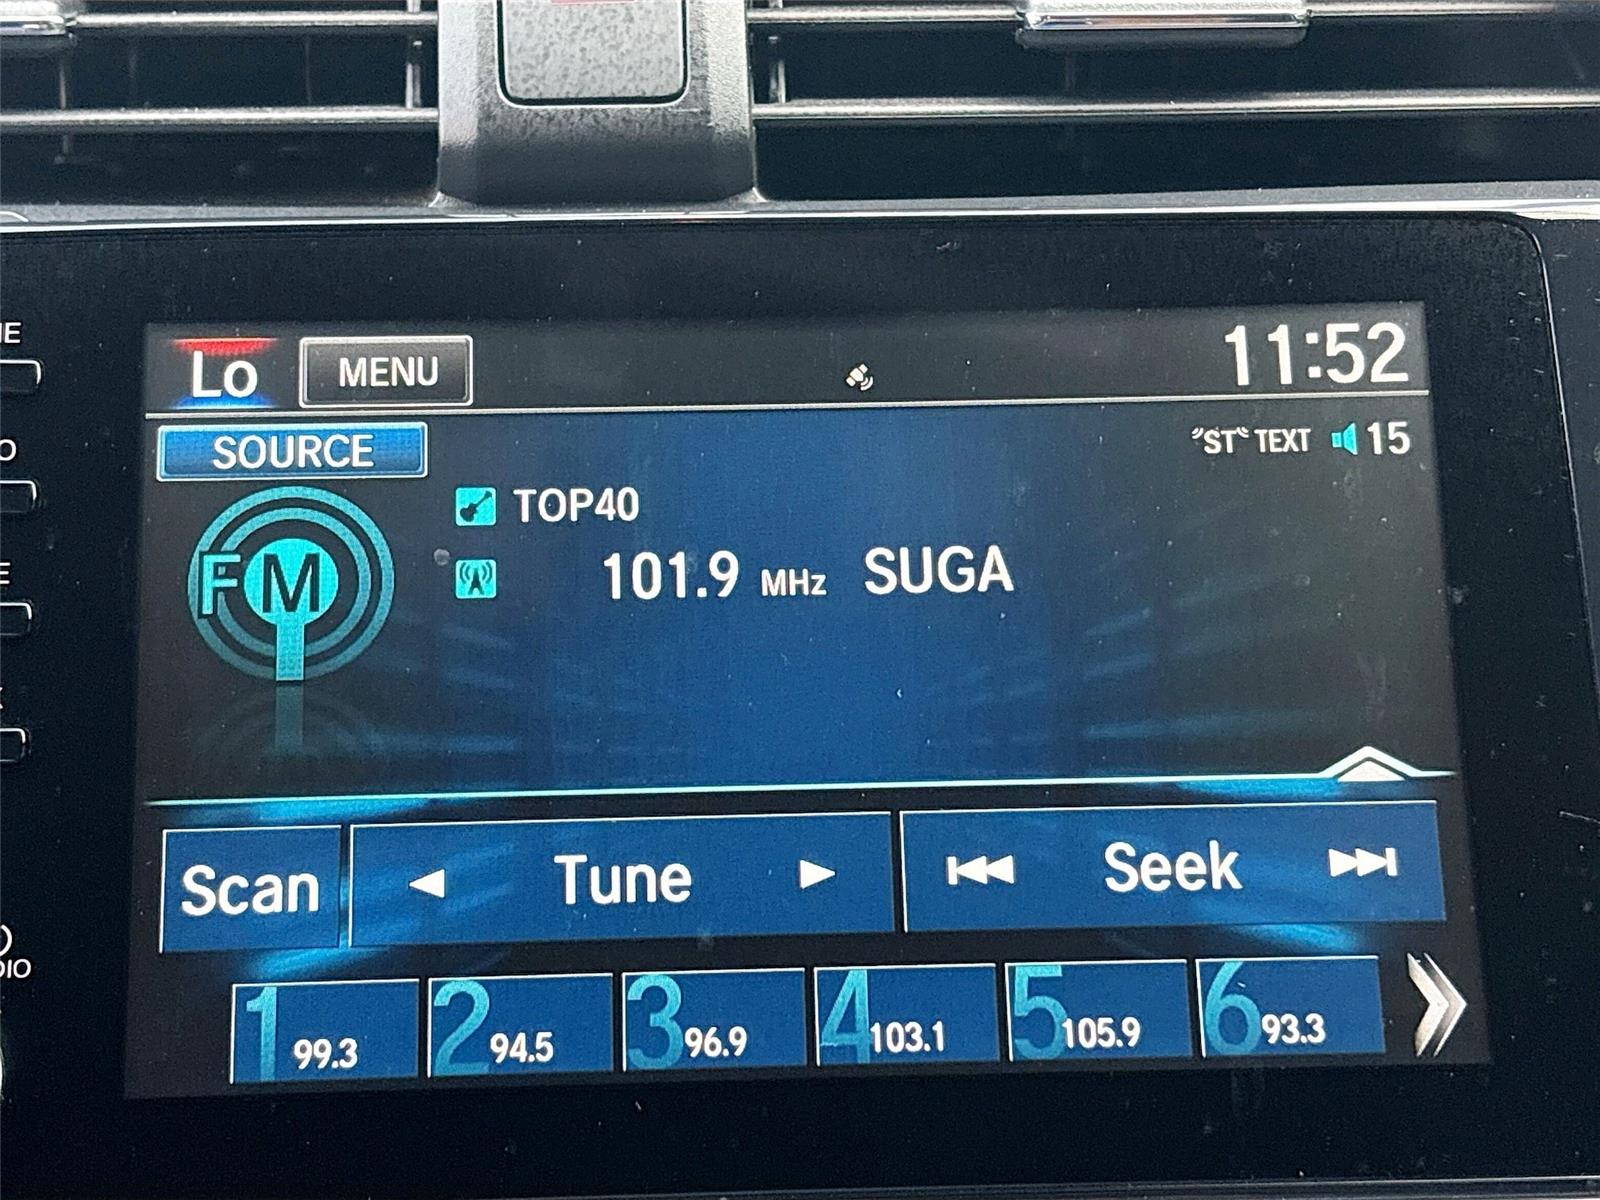 Lo MENU 11:52
SOURCE "ST" TEXT 15
TOP40
FM 101.9 MHz SUGA
Scan Tune Seek
1 99.3 2 94.5 3 96.9 4 103.1 5 105.9 6 93.3